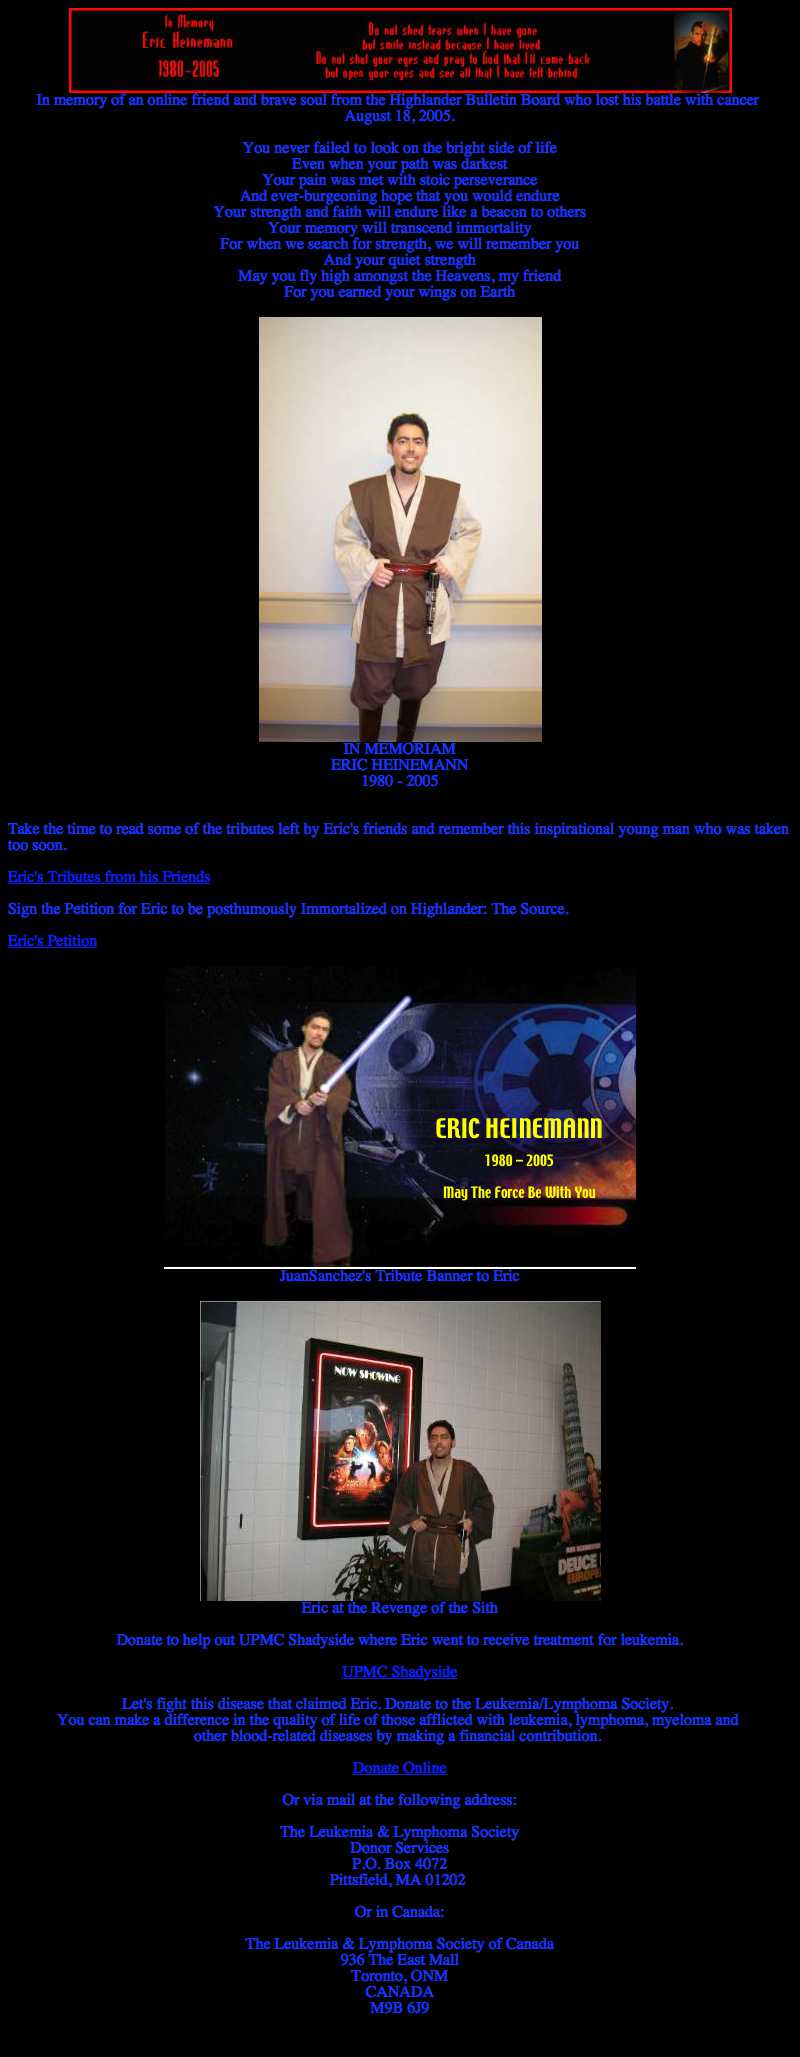 In Memory
Eric Heinemann
1980-2005
Do not shed tears when I have gone
but smile instead because I have lived
Do not shut your eyes and pray to God that I'll come back
but open your eyes and see all that I have left behind
In memory of an online friend and brave soul from the Highlander Bulletin Board who lost his battle with cancer
August 18, 2005.
You never failed to look on the bright side of life
Even when your path was darkest
Your pain was met with stoic perseverance
And ever-burgeoning hope that you would endure
Your strength and faith will endure like a beacon to others
Your memory will transcend immortality
For when we search for strength, we will remember you
And your quiet strength
May you fly high amongst the Heavens, my friend
For you earned your wings on Earth
IN MEMORIAM
ERIC HEINEMANN
1980 - 2005
Take the time to read some of the tributes left by Eric's friends and remember this inspirational young man who was taken
too soon.
Eric's Tributes from his Friends
Sign the Petition for Eric to be posthumously Immortalized on Highlander: The Source.
Eric's Petition
ERIC HEINEMANN
1980 – 2005
May The Force Be With You
JuanSanchez's Tribute Banner to Eric
NOW SHOWING
DEUCE
EUROPE
Eric at the Revenge of the Sith
Donate to help out UPMC Shadyside where Eric went to receive treatment for leukemia.
UPMC Shadyside
Let's fight this disease that claimed Eric. Donate to the Leukemia/Lymphoma Society.
You can make a difference in the quality of life of those afflicted with leukemia, lymphoma, myeloma and
other blood-related diseases by making a financial contribution.
Donate Online
Or via mail at the following address:
The Leukemia & Lymphoma Society
Donor Services
P.O. Box 4072
Pittsfield, MA 01202
Or in Canada:
The Leukemia & Lymphoma Society of Canada
936 The East Mall
Toronto, ONM
CANADA
M9B 6J9